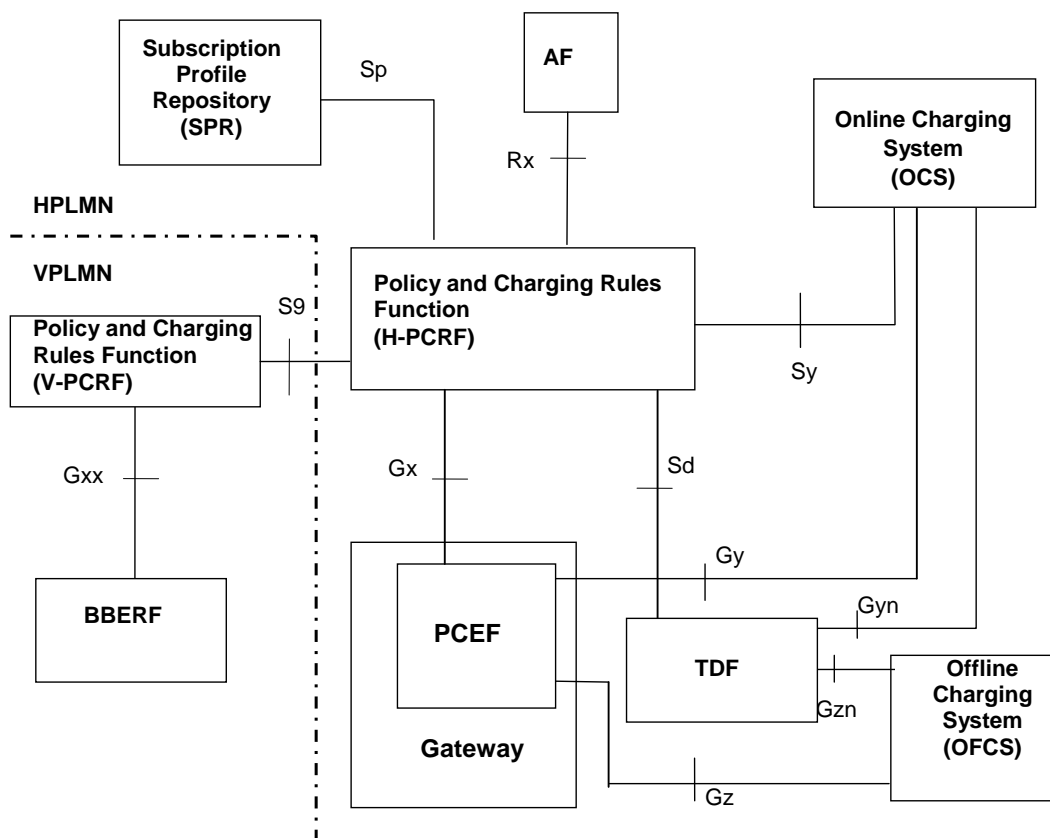 Subscription
Profile
Repository
(SPR)
Sp
AF
Rx
Online Charging
System
(OCS)
HPLMN
VPLMN
S9
Policy and Charging
Rules Function
(V-PCRF)
Policy and Charging Rules
Function
(H-PCRF)
Sy
Gxx
Gx
Sd
BBERF
PCEF
Gateway
Gy
Gyn
TDF
Gzn
Offline
Charging
System
(OFCS)
Gz